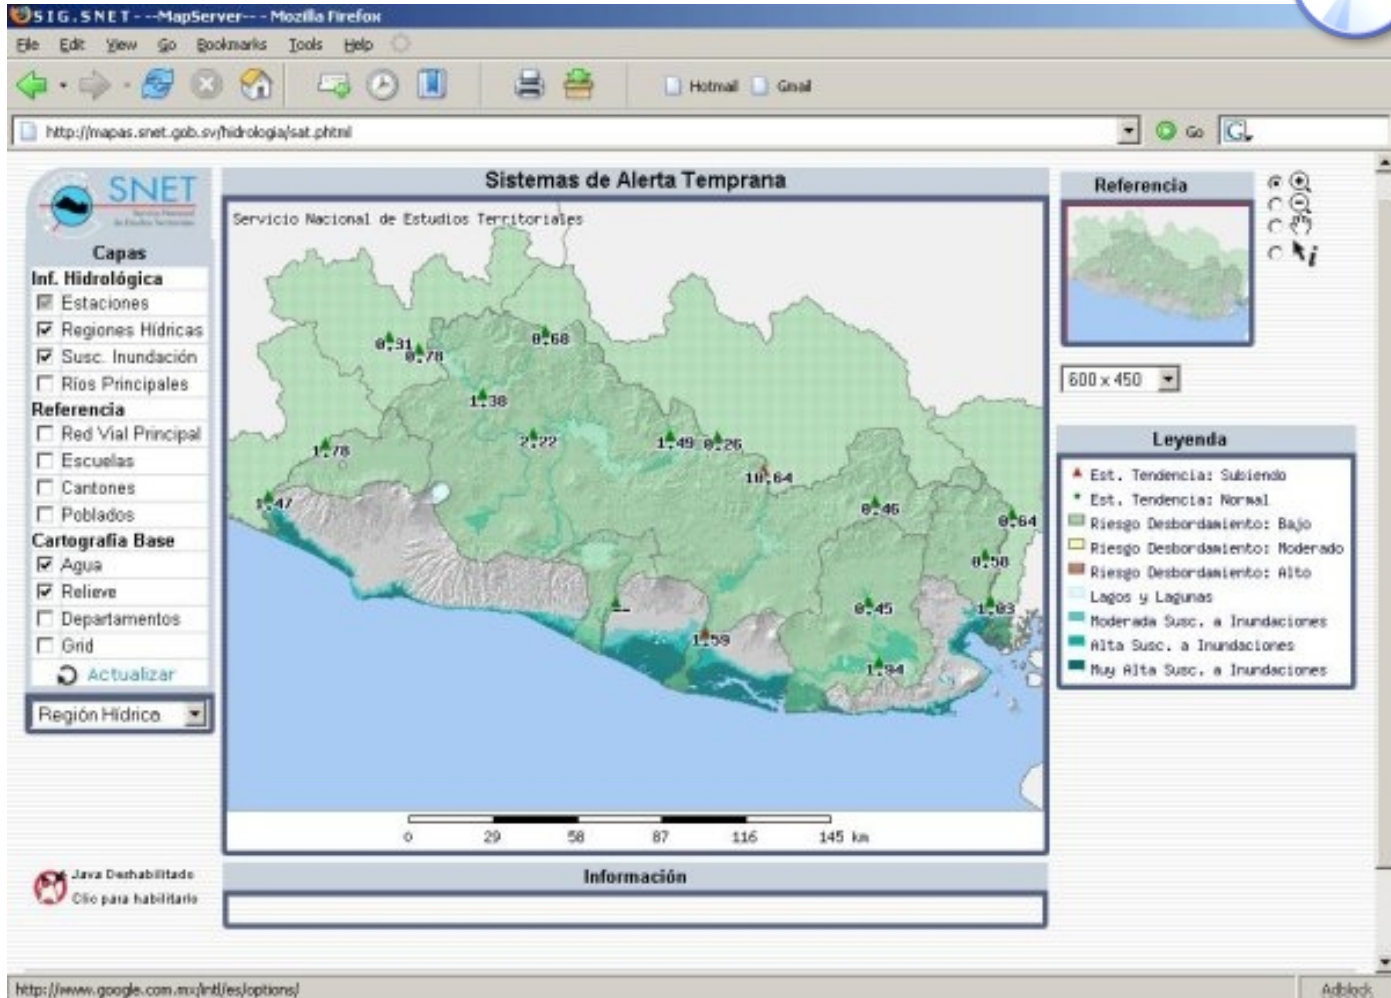 SIG.SNET - --MapServer-- - Mozilla Firefox
File Edit View Go Bookmarks Tools Help
Hotmail Gmail
http://mapas.snet.gob.sv/hidrologia/sat.phtml
Go
SNET
Servicio Nacional
de Estudios Territoriales
Capas
Inf. Hidrológica
Estaciones
Regiones Hídricas
Susc. Inundación
Ríos Principales
Referencia
Red Vial Principal
Escuelas
Cantones
Poblados
Cartografia Base
Agua
Relieve
Departamentos
Grid
Actualizar
Región Hídrica
Java Deshabilitado
Clic para habilitarlo
Sistemas de Alerta Temprana
Servicio Nacional de Estudios Territoriales
0.31
0.78
0.68
1.38
2.22
1.49
0.26
1.78
10.64
1.47
0.46
0.64
0.58
0.45
1.03
--
1.59
1.94
0 29 58 87 116 145 km
Información
Referencia
i
600 x 450
Leyenda
Est. Tendencia: Subiendo
Est. Tendencia: Normal
Riesgo Desbordamiento: Bajo
Riesgo Desbordamiento: Moderado
Riesgo Desbordamiento: Alto
Lagos y Lagunas
Moderada Susc. a Inundaciones
Alta Susc. a Inundaciones
Muy Alta Susc. a Inundaciones
http://www.google.com.mx/intl/es/options/
Adblock